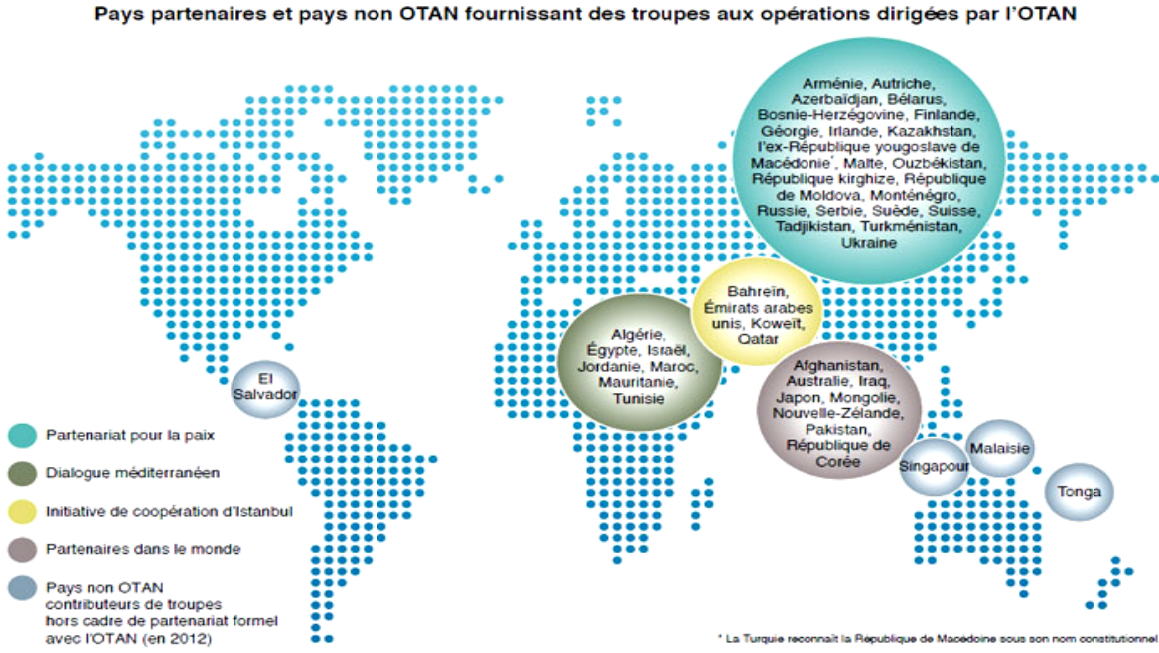 Pays partenaires et pays non OTAN fournissant des troupes aux opérations dirigées par l'OTAN
Arménie, Autriche,
Azerbaïdjan, Bélarus,
Bosnie-Herzégovine, Finlande,
Géorgie, Irlande, Kazakhstan,
l'ex-République yougoslave de
Macédonie*, Malte, Ouzbékistan,
République kirghize, République
de Moldova, Monténégro,
Russie, Serbie, Suède, Suisse,
Tadjikistan, Turkménistan,
Ukraine
Bahreïn,
Émirats arabes
unis, Koweït,
Qatar
Algérie,
Égypte, Israël,
Jordanie, Maroc,
Mauritanie,
Tunisie
Afghanistan,
Australie, Iraq,
Japon, Mongolie,
Nouvelle-Zélande,
Pakistan,
République de
Corée
El
Salvador
Singapour
Malaisie
Tonga
Partenariat pour la paix
Dialogue méditerranéen
Initiative de coopération d'Istanbul
Partenaires dans le monde
Pays non OTAN
contributeurs de troupes
hors cadre de partenariat formel
avec l'OTAN (en 2012)
* La Turquie reconnaît la République de Macédoine sous son nom constitutionnel